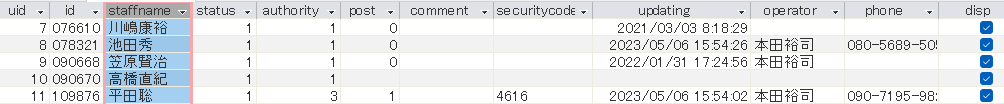 uid id staffname status authority post comment securitycode updating operator phone disp
7 076610 川嶋康裕 1 1 0 2021/03/03 8:18:29
8 078321 池田秀 1 1 0 2023/05/06 15:54:26 本田裕司 080-5689-505
9 090668 笠原賢治 1 1 0 2022/01/31 17:24:56 本田裕司
10 090670 高橋直紀 1 1
11 109876 平田聡 1 3 1 4616 2023/05/06 15:54:02 本田裕司 090-7195-982